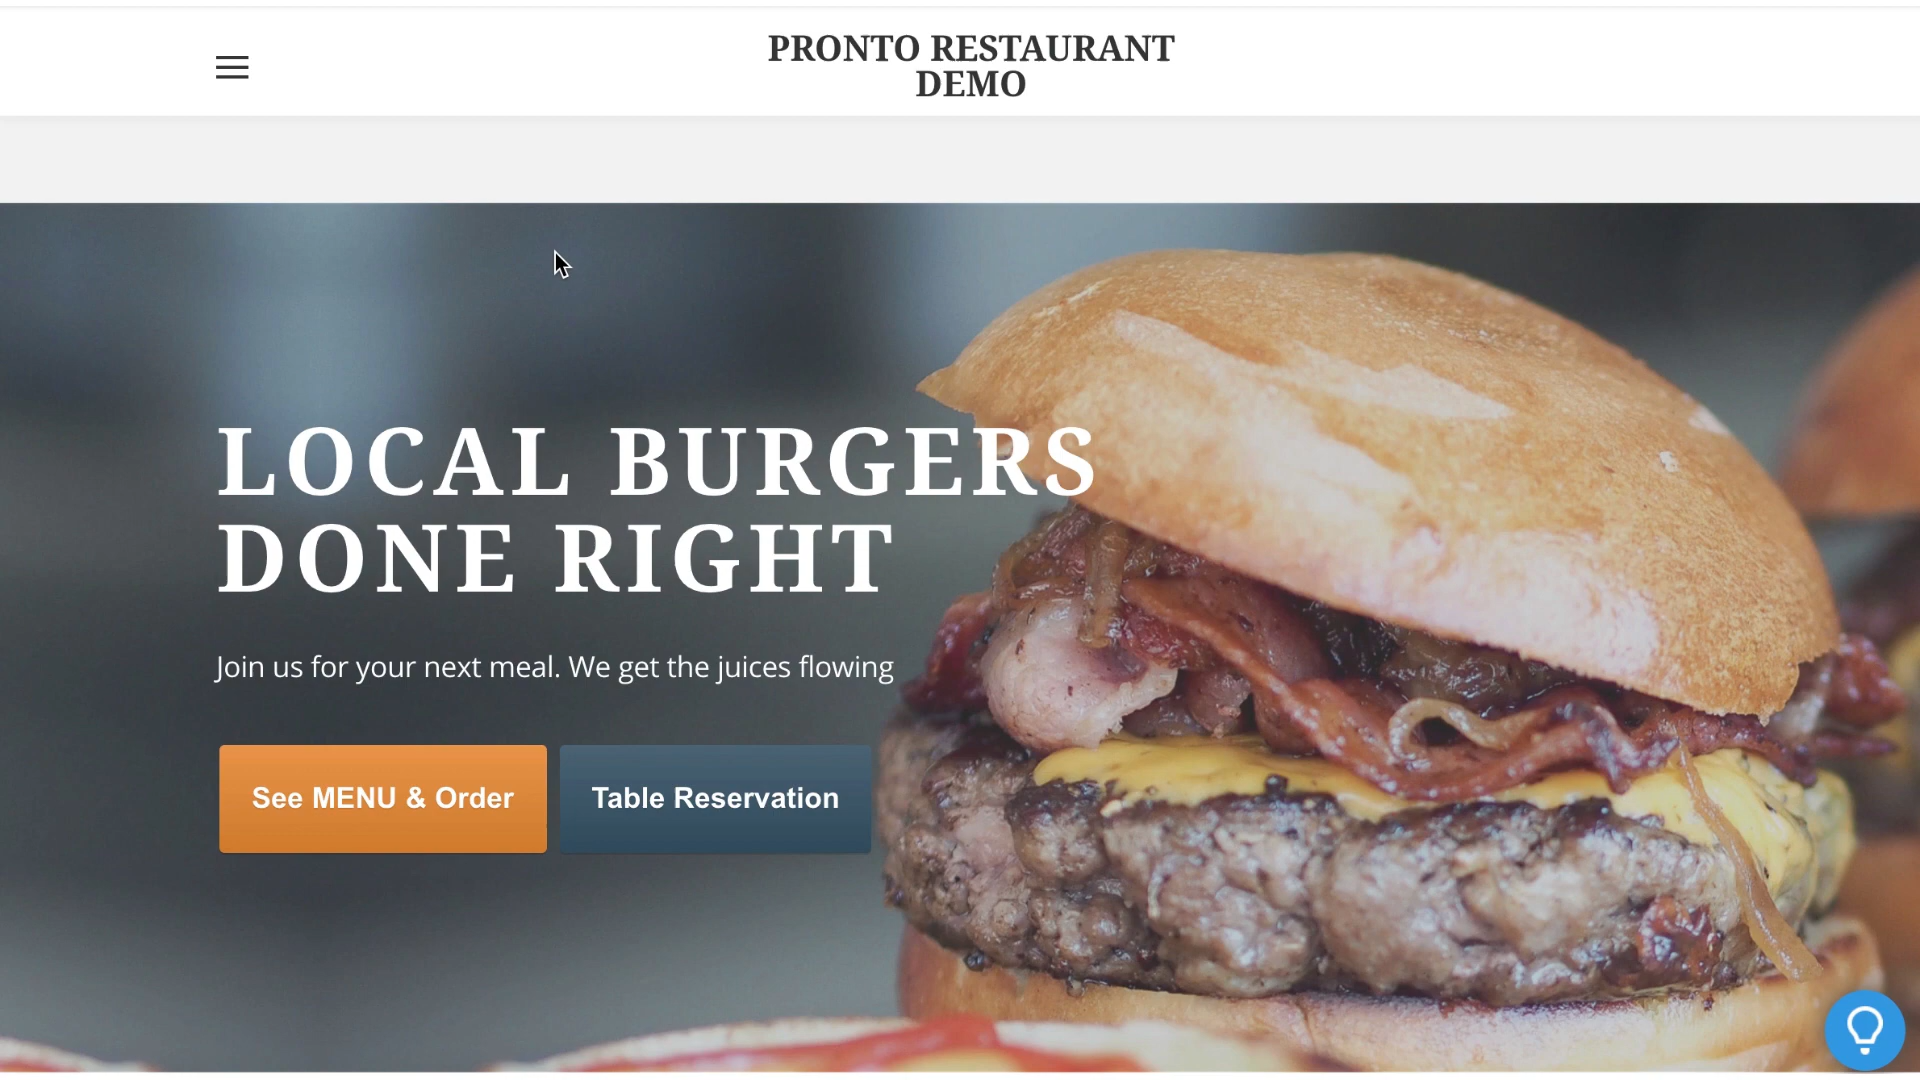 PRONTO RESTAURANT
DEMO
LOCAL BURGERS
DONE RIGHT
Join us for your next meal. We get the juices flowing
See MENU & Order
Table Reservation